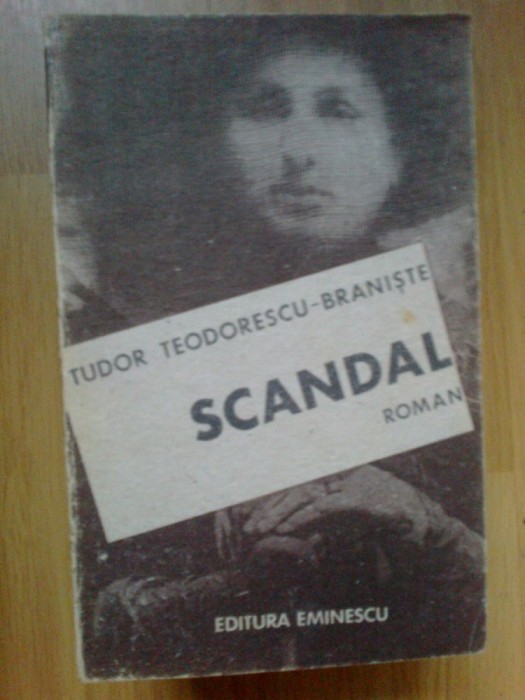 TUDOR TEODORESCU-BRANIȘTE
SCANDAL
ROMAN
EDITURA EMINESCU